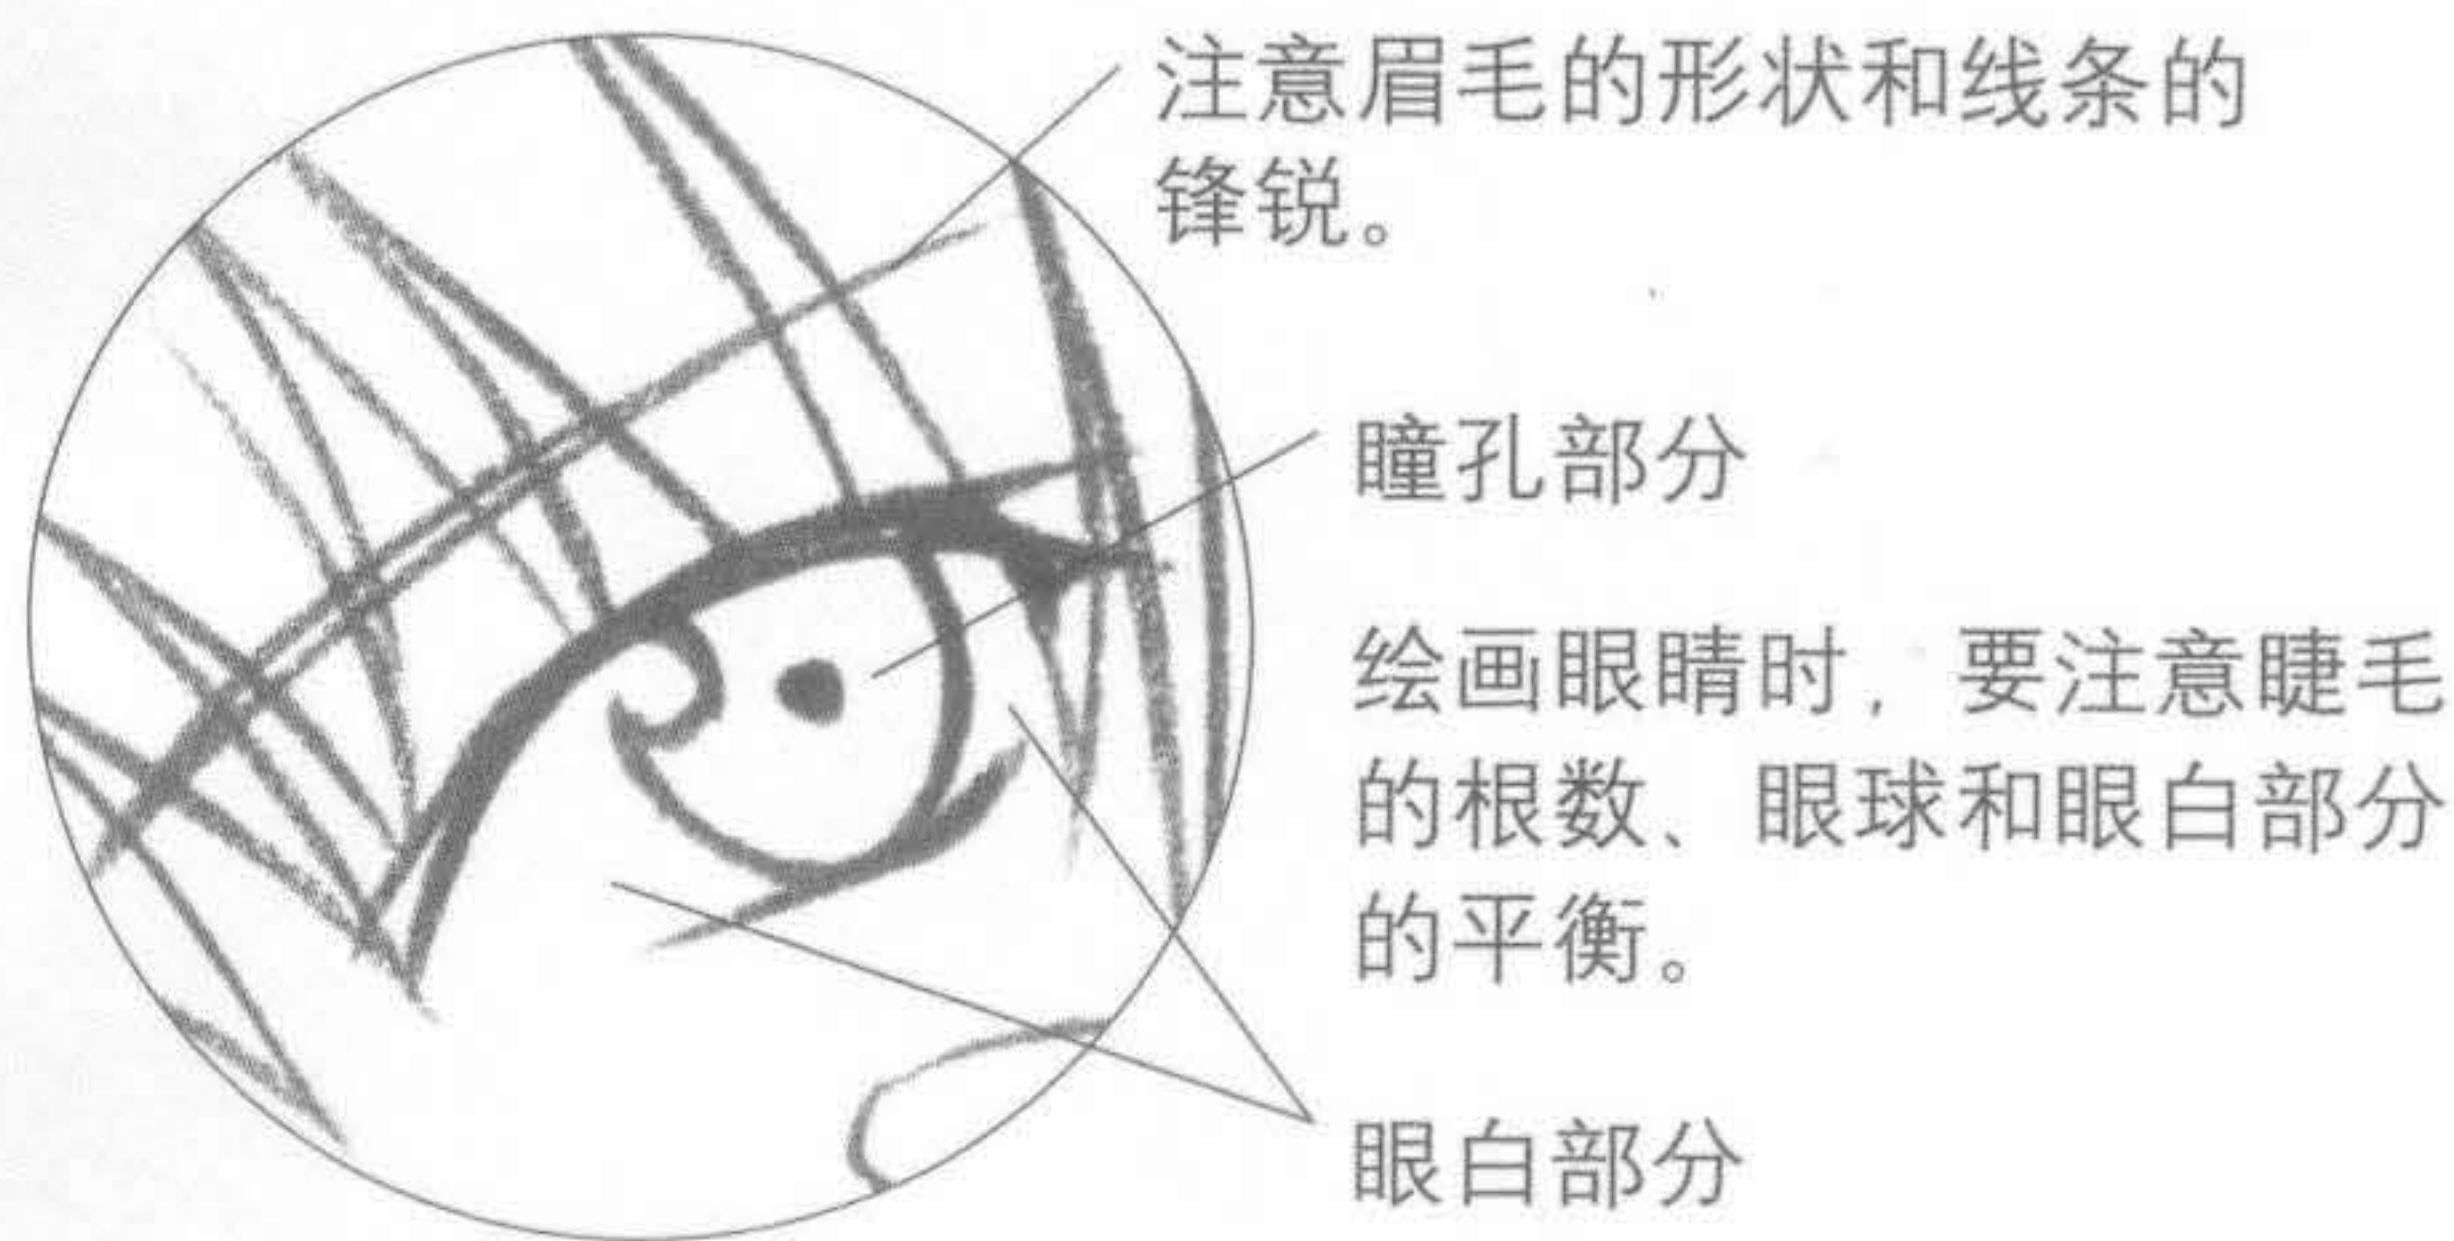 注意眉毛的形状和线条的
锋锐。
瞳孔部分
绘画眼睛时，要注意睫毛
的根数、眼球和眼白部分
的平衡。
眼白部分